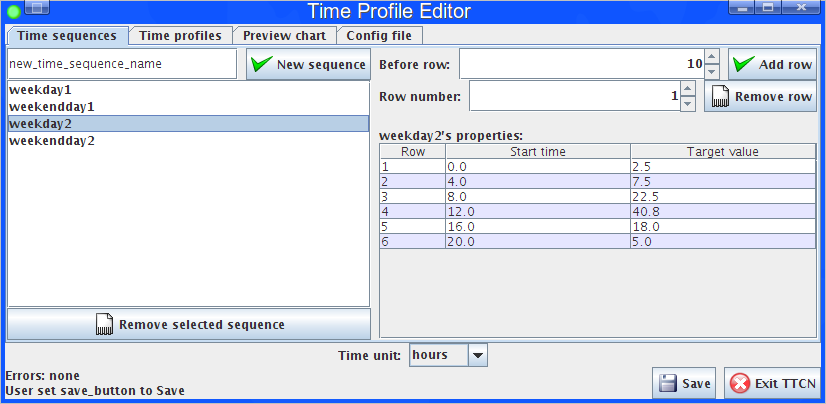 Time Profile Editor
Time sequences Time profiles Preview chart Config file
new_time_sequence_name New sequence Before row: 10 Add row
Row number: 1 Remove row
weekday1
weekendday1
weekday2
weekendday2
weekday2's properties:
Row Start time Target value
1 0.0 2.5
2 4.0 7.5
3 8.0 22.5
4 12.0 40.8
5 16.0 18.0
6 20.0 5.0
Remove selected sequence
Time unit: hours
Errors: none
User set save_button to Save
Save Exit TTCN